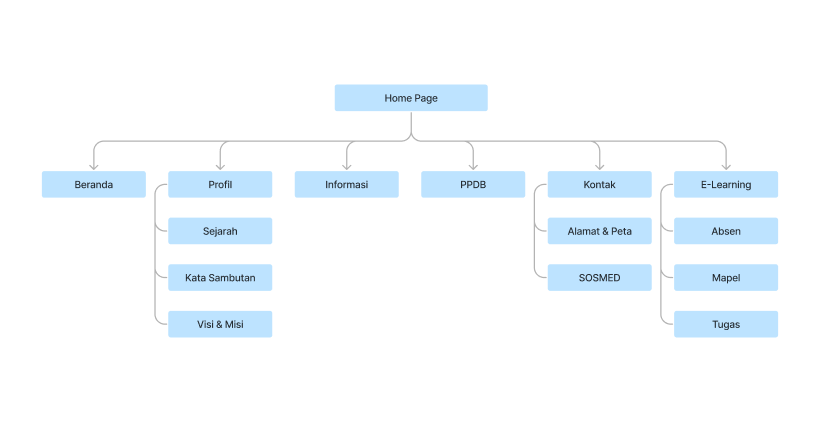 Home Page
Beranda
Profil
Informasi
PPDB
Kontak
E-Learning
Sejarah
Alamat & Peta
Absen
Kata Sambutan
SOSMED
Mapel
Visi & Misi
Tugas